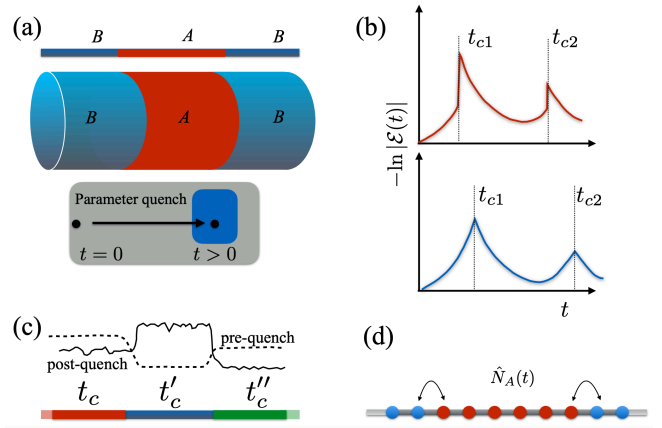 (a)
B A B
B A B
Parameter quench
t = 0 t > 0
(b)
t_{c1} t_{c2}
−ln |ℰ(t)|
t_{c1} t_{c2}
t
(c)
pre-quench
post-quench
t_c t′_c t″_c
(d)
N̂_A(t)